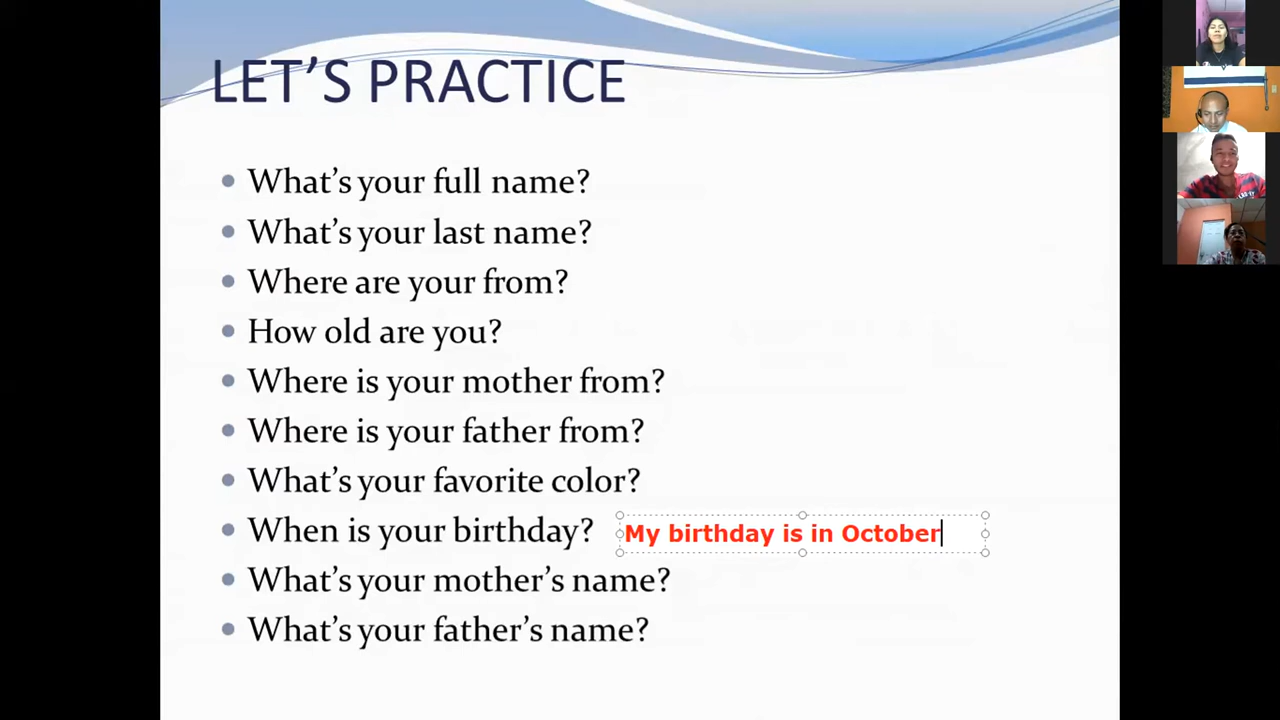 LET'S PRACTICE
What's your full name?
What's your last name?
Where are your from?
How old are you?
Where is your mother from?
Where is your father from?
What's your favorite color?
When is your birthday? My birthday is in October
What's your mother's name?
What's your father's name?